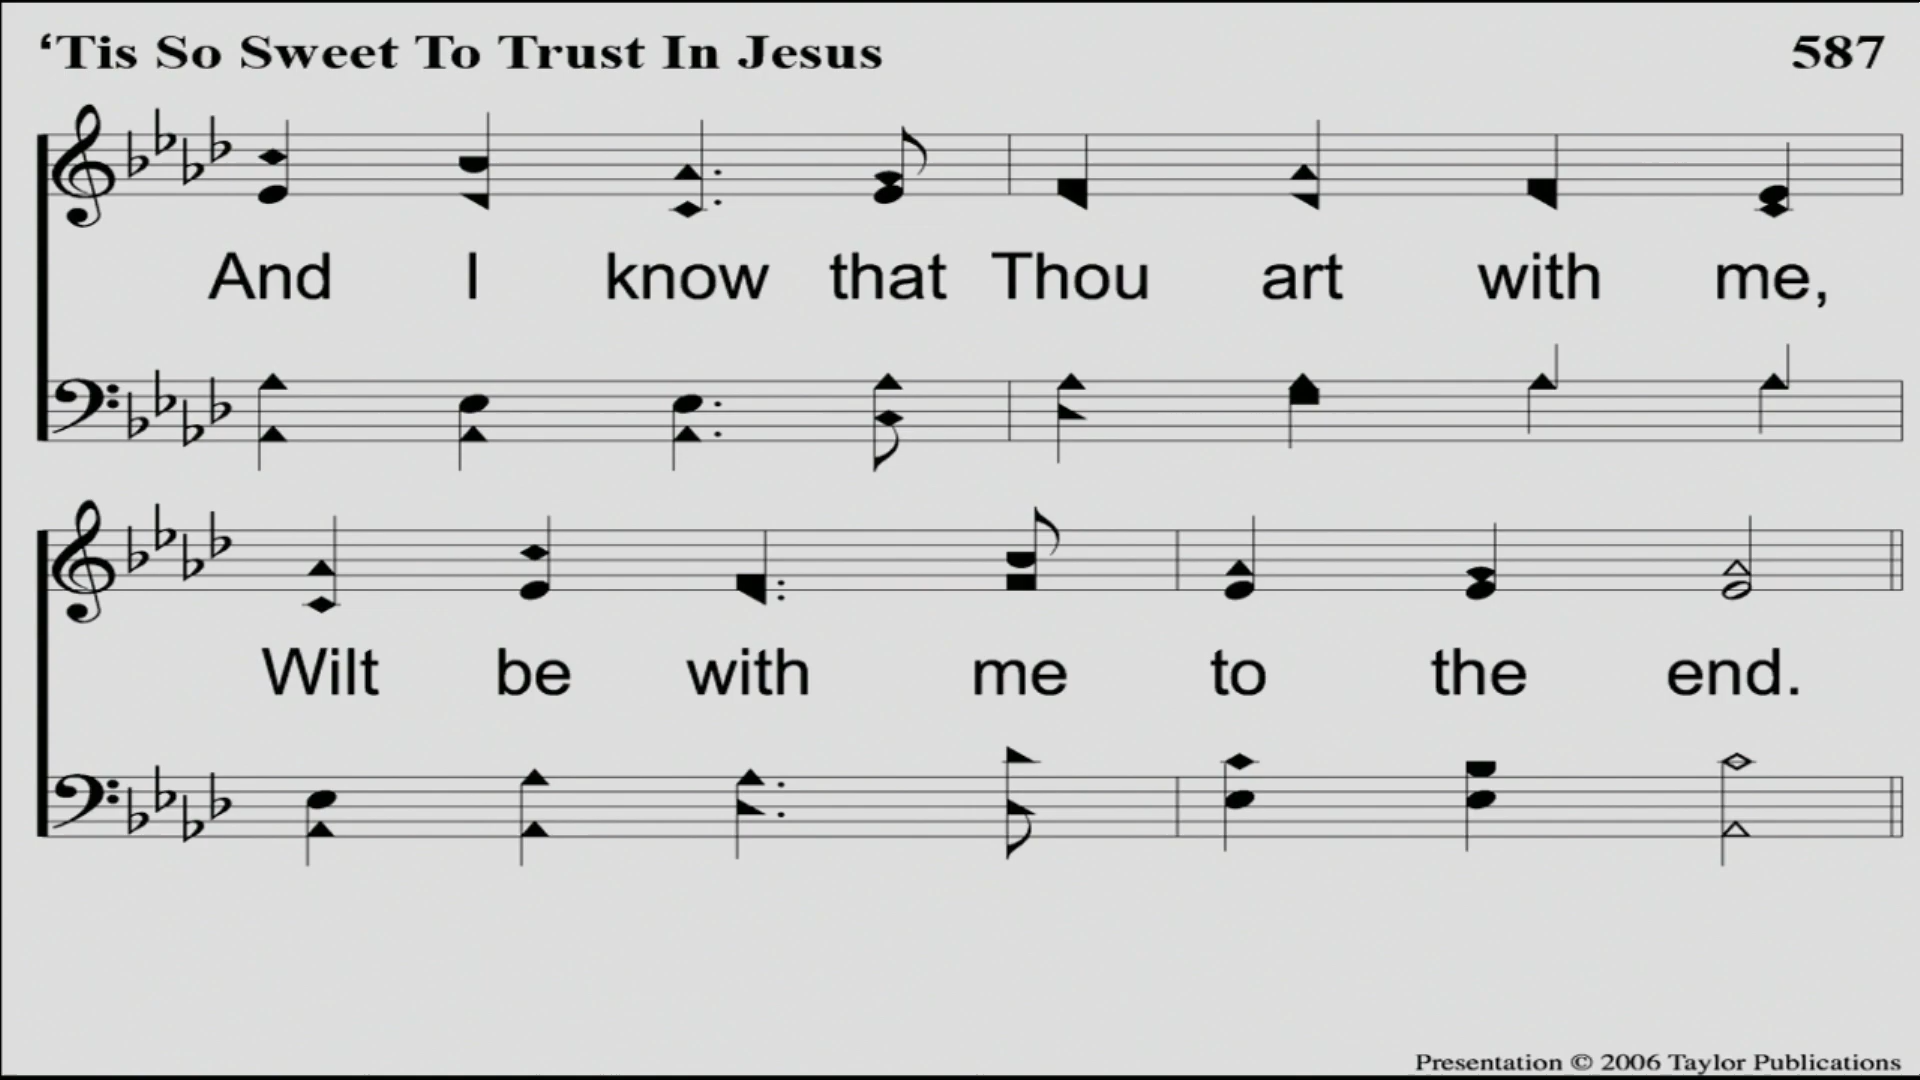 ‘Tis So Sweet To Trust In Jesus 587
And I know that Thou art with me,
Wilt be with me to the end.
Presentation © 2006 Taylor Publications